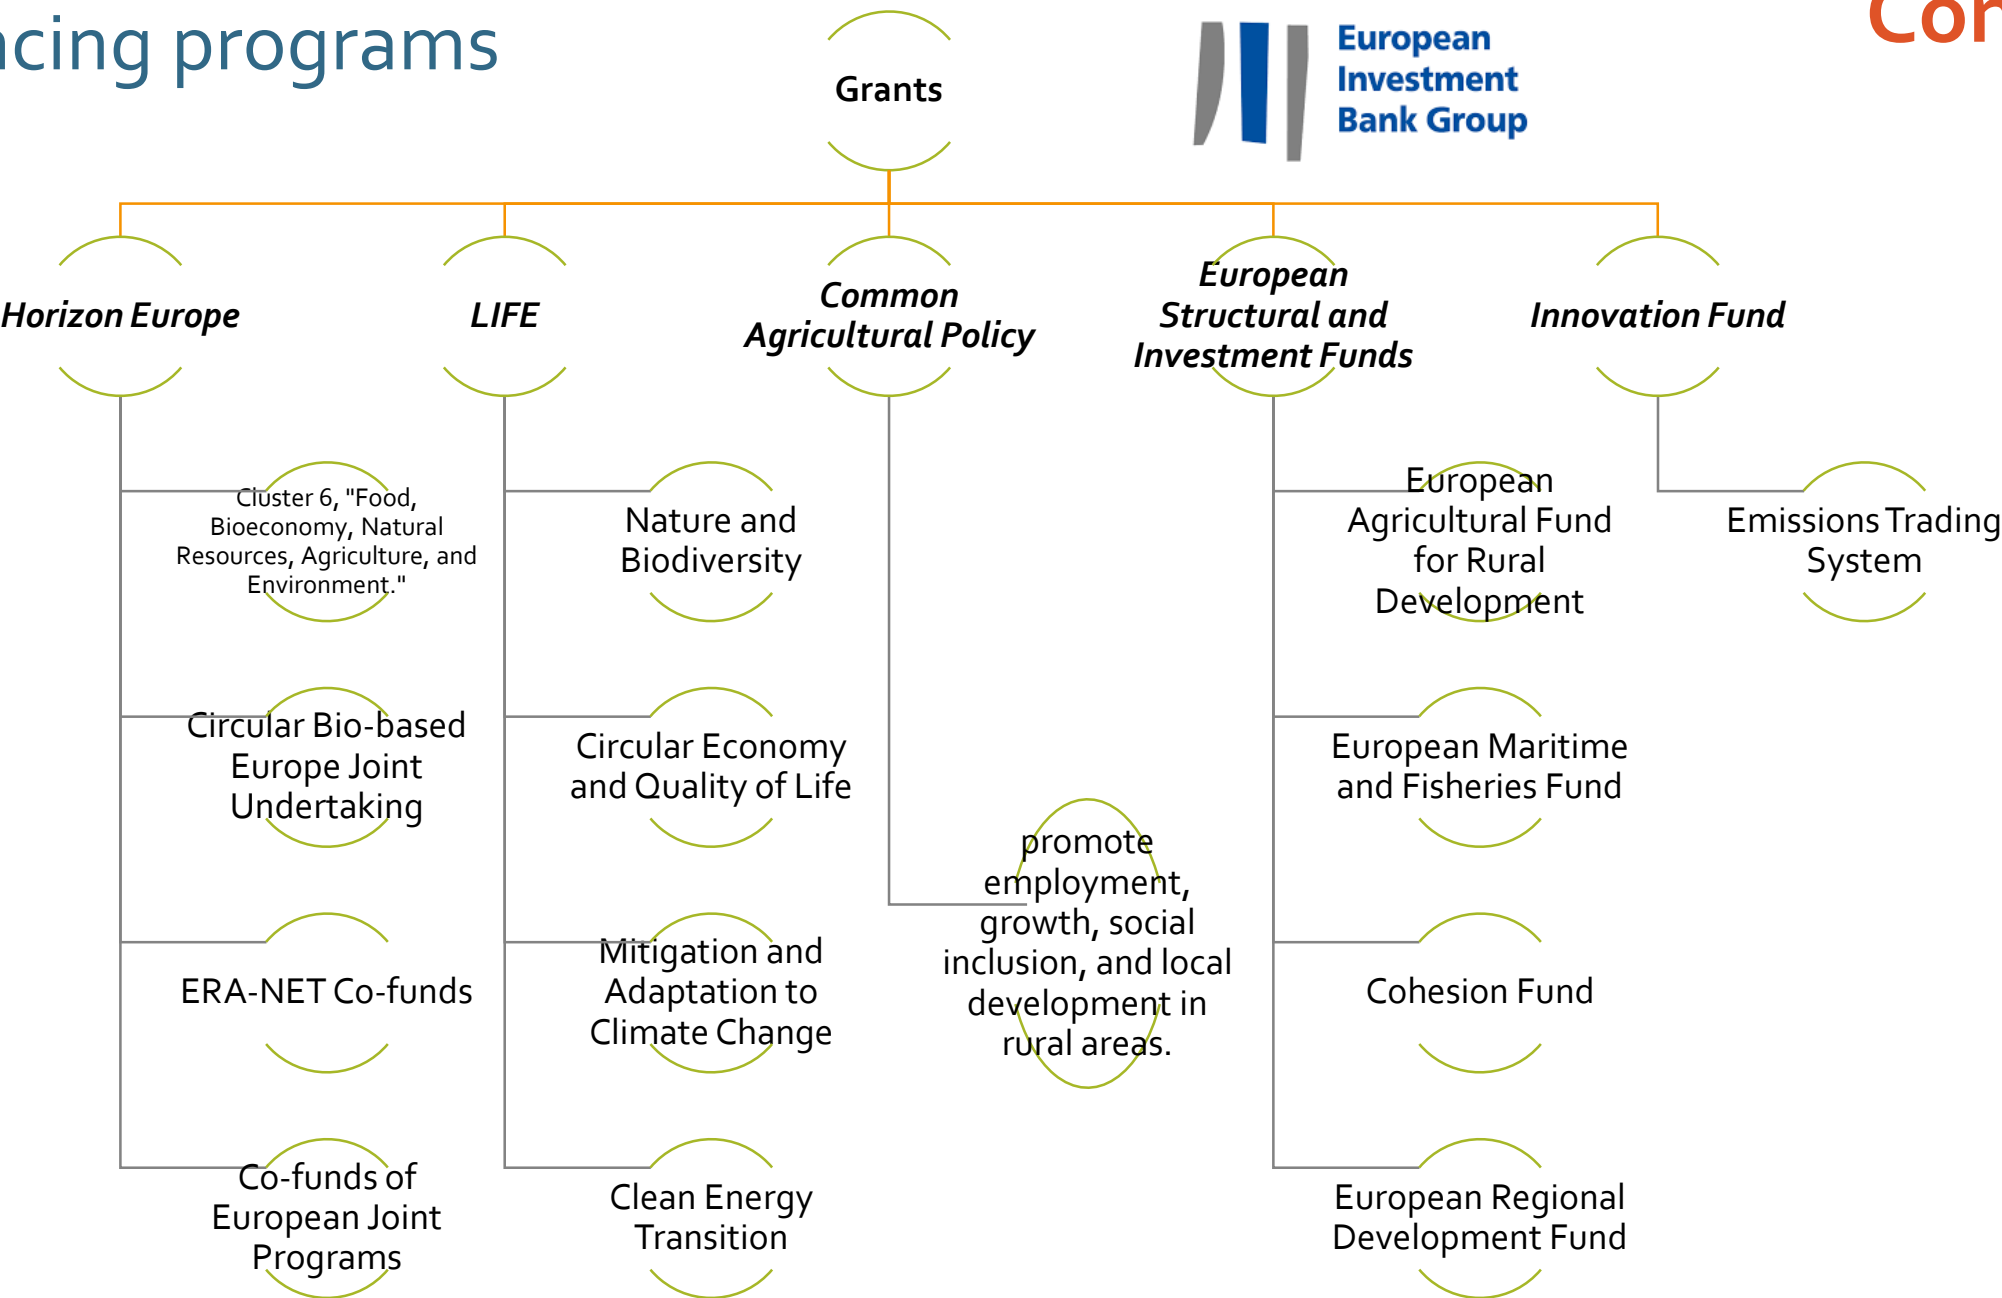 ncing programs
Con
Grants
European
Investment
Bank Group
Horizon Europe
LIFE
Common
Agricultural Policy
European
Structural and
Investment Funds
Innovation Fund
Cluster 6, "Food,
Bioeconomy, Natural
Resources, Agriculture, and
Environment."
Circular Bio-based
Europe Joint
Undertaking
ERA-NET Co-funds
Co-funds of
European Joint
Programs
Nature and
Biodiversity
Circular Economy
and Quality of Life
Mitigation and
Adaptation to
Climate Change
Clean Energy
Transition
promote
employment,
growth, social
inclusion, and local
development in
rural areas.
European
Agricultural Fund
for Rural
Development
European Maritime
and Fisheries Fund
Cohesion Fund
European Regional
Development Fund
Emissions Trading
System